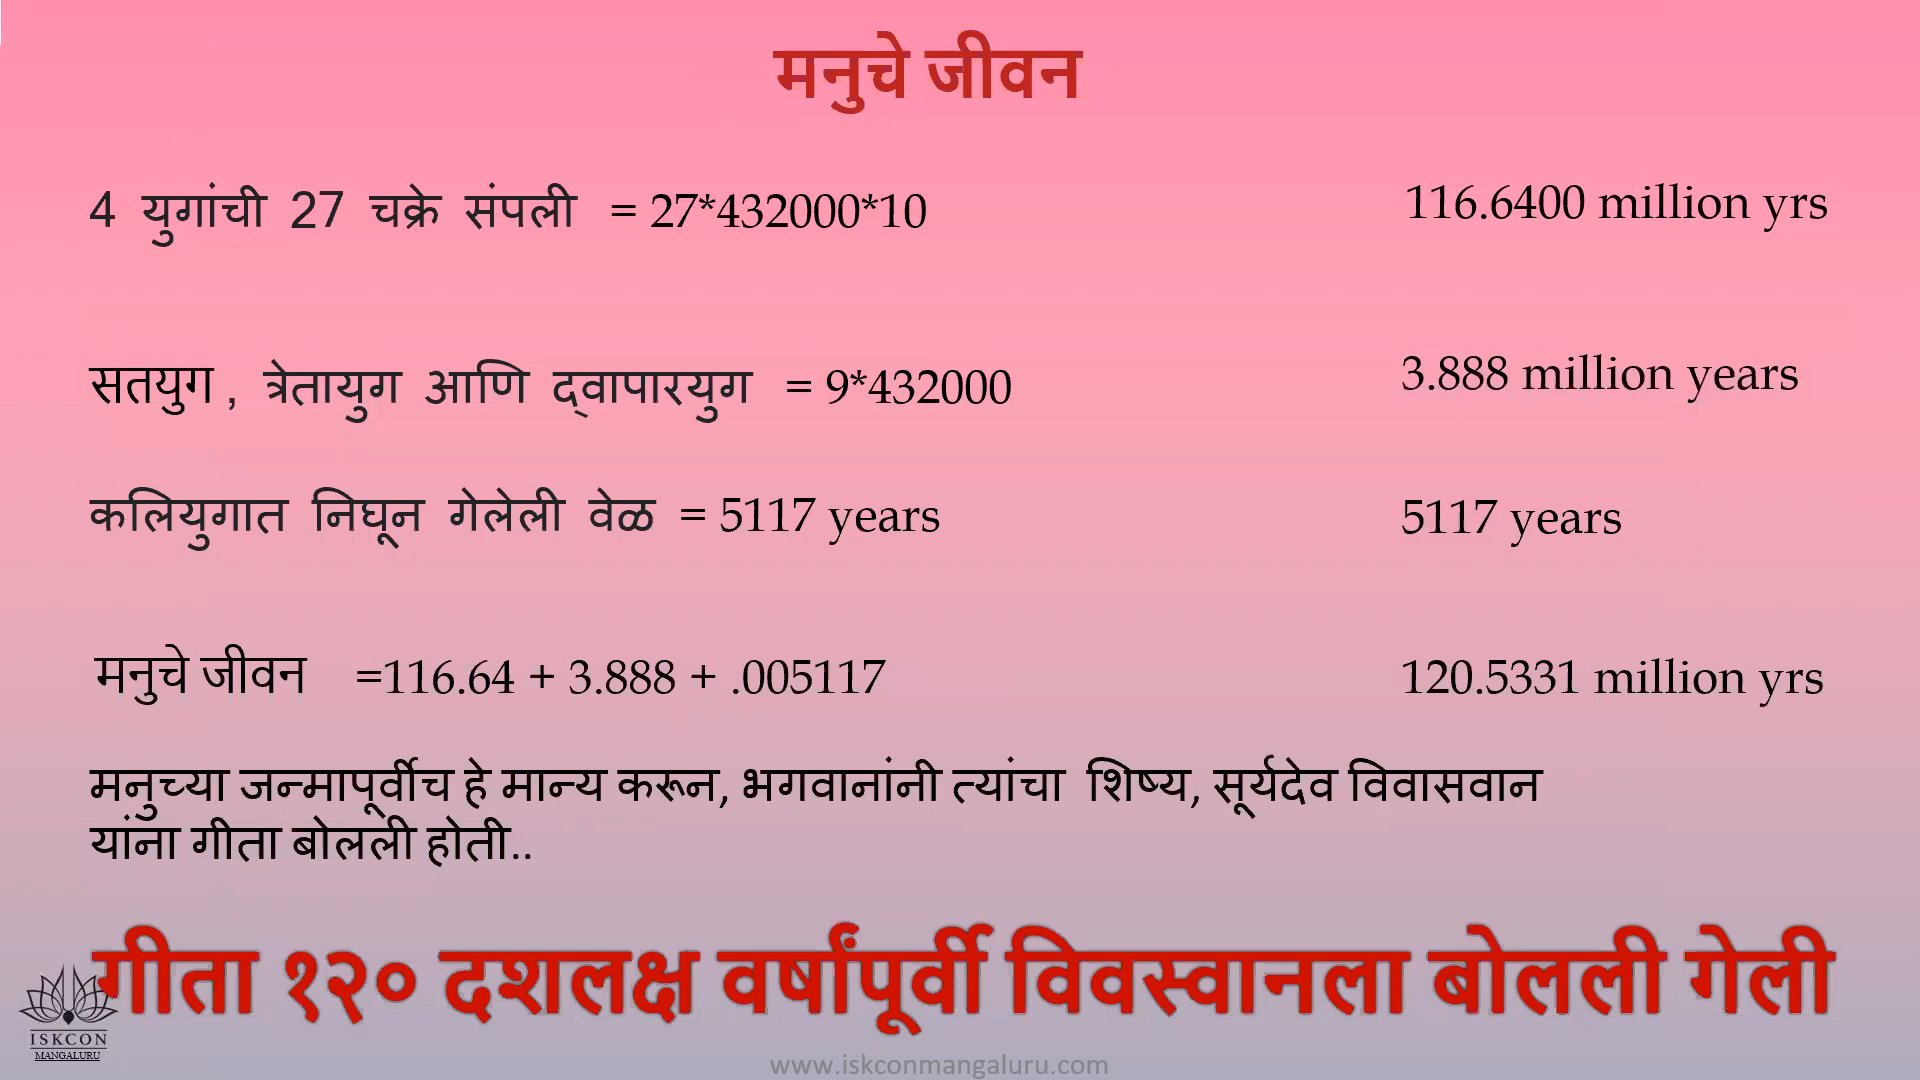 मनुचे जीवन
4 युगांची 27 चक्रे संपली = 27*432000*10 116.6400 million yrs
सतयुग , त्रेतायुग आणि द्वापारयुग = 9*432000 3.888 million years
कलियुगात निघून गेलेली वेळ = 5117 years 5117 years
मनुचे जीवन =116.64 + 3.888 + .005117 120.5331 million yrs
मनुच्या जन्मापूर्वीच हे मान्य करून, भगवानांनी त्यांचा शिष्य, सूर्यदेव विवासवान
यांना गीता बोलली होती..
गीता १२० दशलक्ष वर्षांपूर्वी विवस्वानला बोलली गेली
ISKCON
MANGALURU
www.iskconmangaluru.com